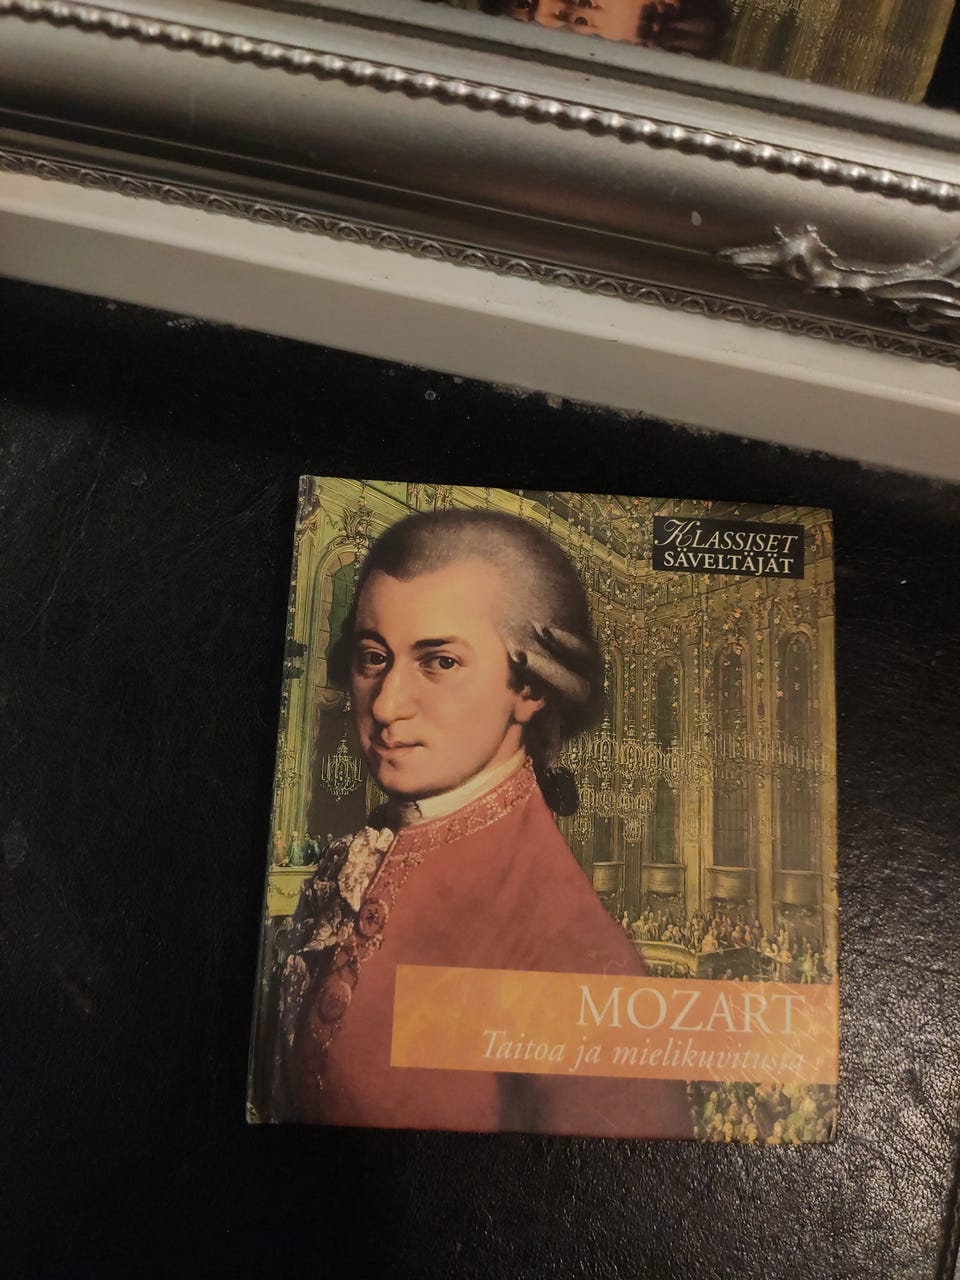 KLASSISET
SÄVELTÄJÄT
MOZART
Taitoa ja mielikuvitusta